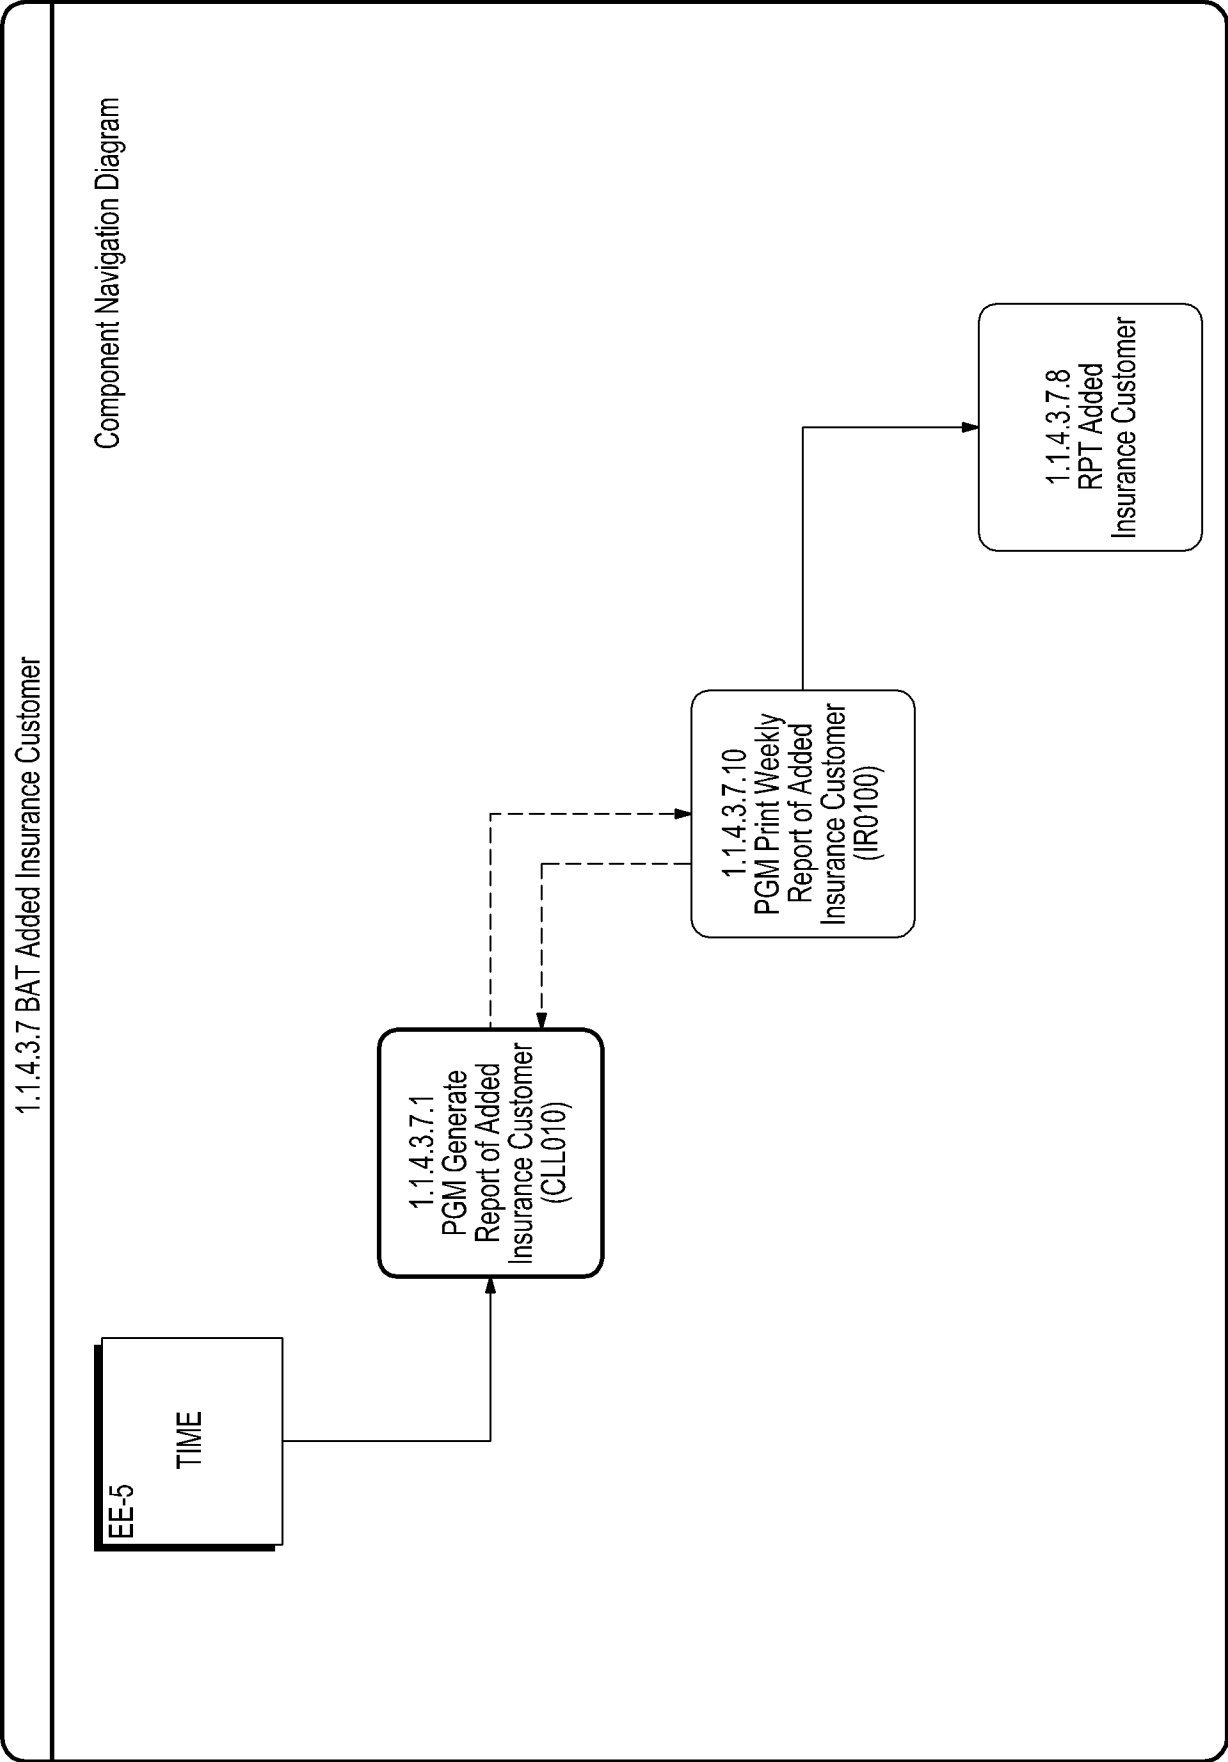 1.1.4.3.7 BAT Added Insurance Customer
Component Navigation Diagram
EE-5
TIME
1.1.4.3.7.1
PGM Generate
Report of Added
Insurance Customer
(CLL010)
1.1.4.3.7.10
PGM Print Weekly
Report of Added
Insurance Customer
(IR0100)
1.1.4.3.7.8
RPT Added
Insurance Customer